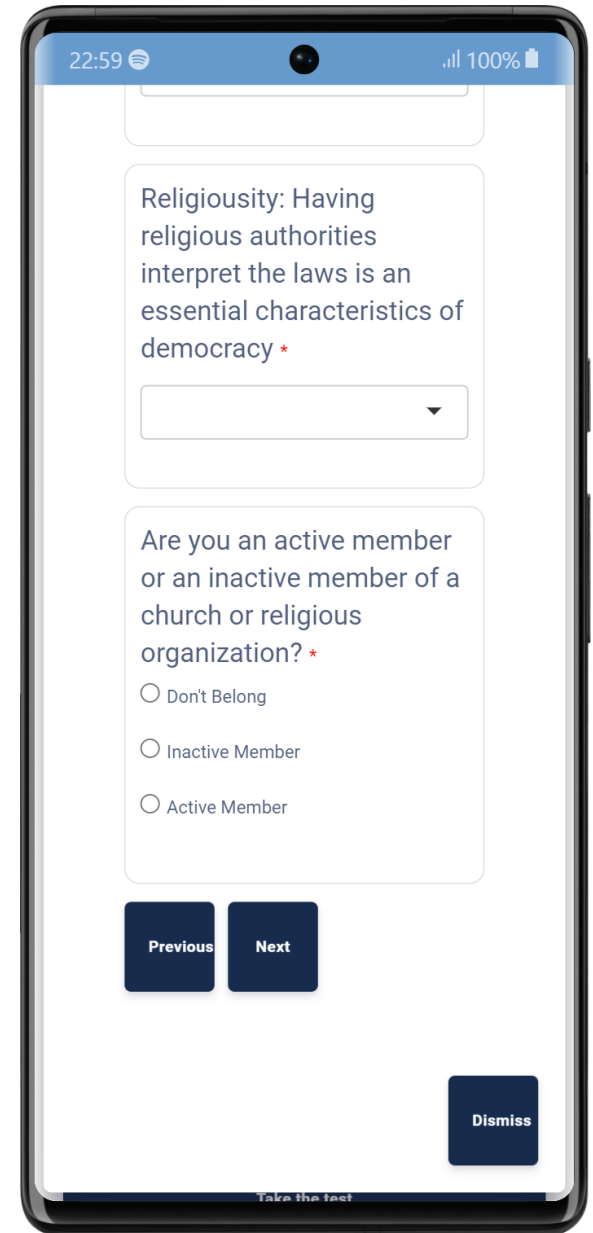 22:59 100%
Religiousity: Having
religious authorities
interpret the laws is an
essential characteristics of
democracy *
Are you an active member
or an inactive member of a
church or religious
organization? *
Don't Belong
Inactive Member
Active Member
Previous Next
Dismiss
Take the test